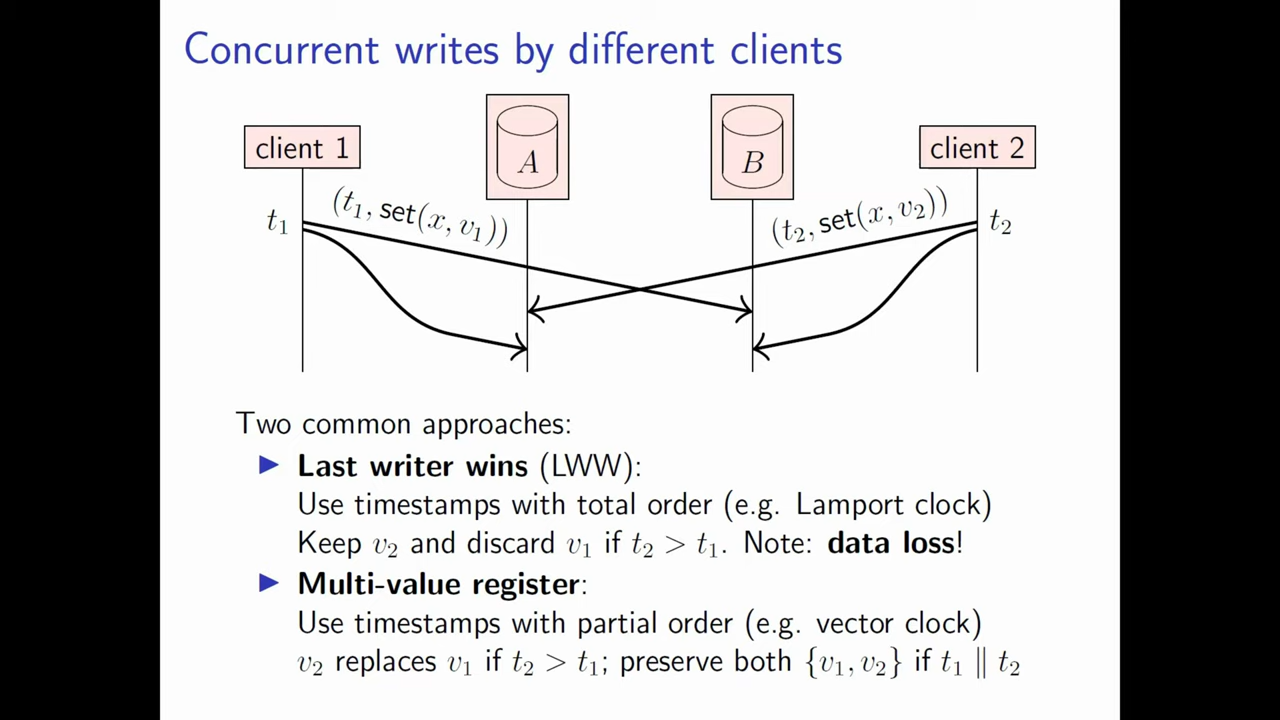 Concurrent writes by different clients
client 1
A
B
client 2
t₁
(t₁, set(x, v₁))
(t₂, set(x, v₂))
t₂
Two common approaches:
▶ Last writer wins (LWW):
Use timestamps with total order (e.g. Lamport clock)
Keep v₂ and discard v₁ if t₂ > t₁. Note: data loss!
▶ Multi-value register:
Use timestamps with partial order (e.g. vector clock)
v₂ replaces v₁ if t₂ > t₁; preserve both {v₁, v₂} if t₁ ∥ t₂